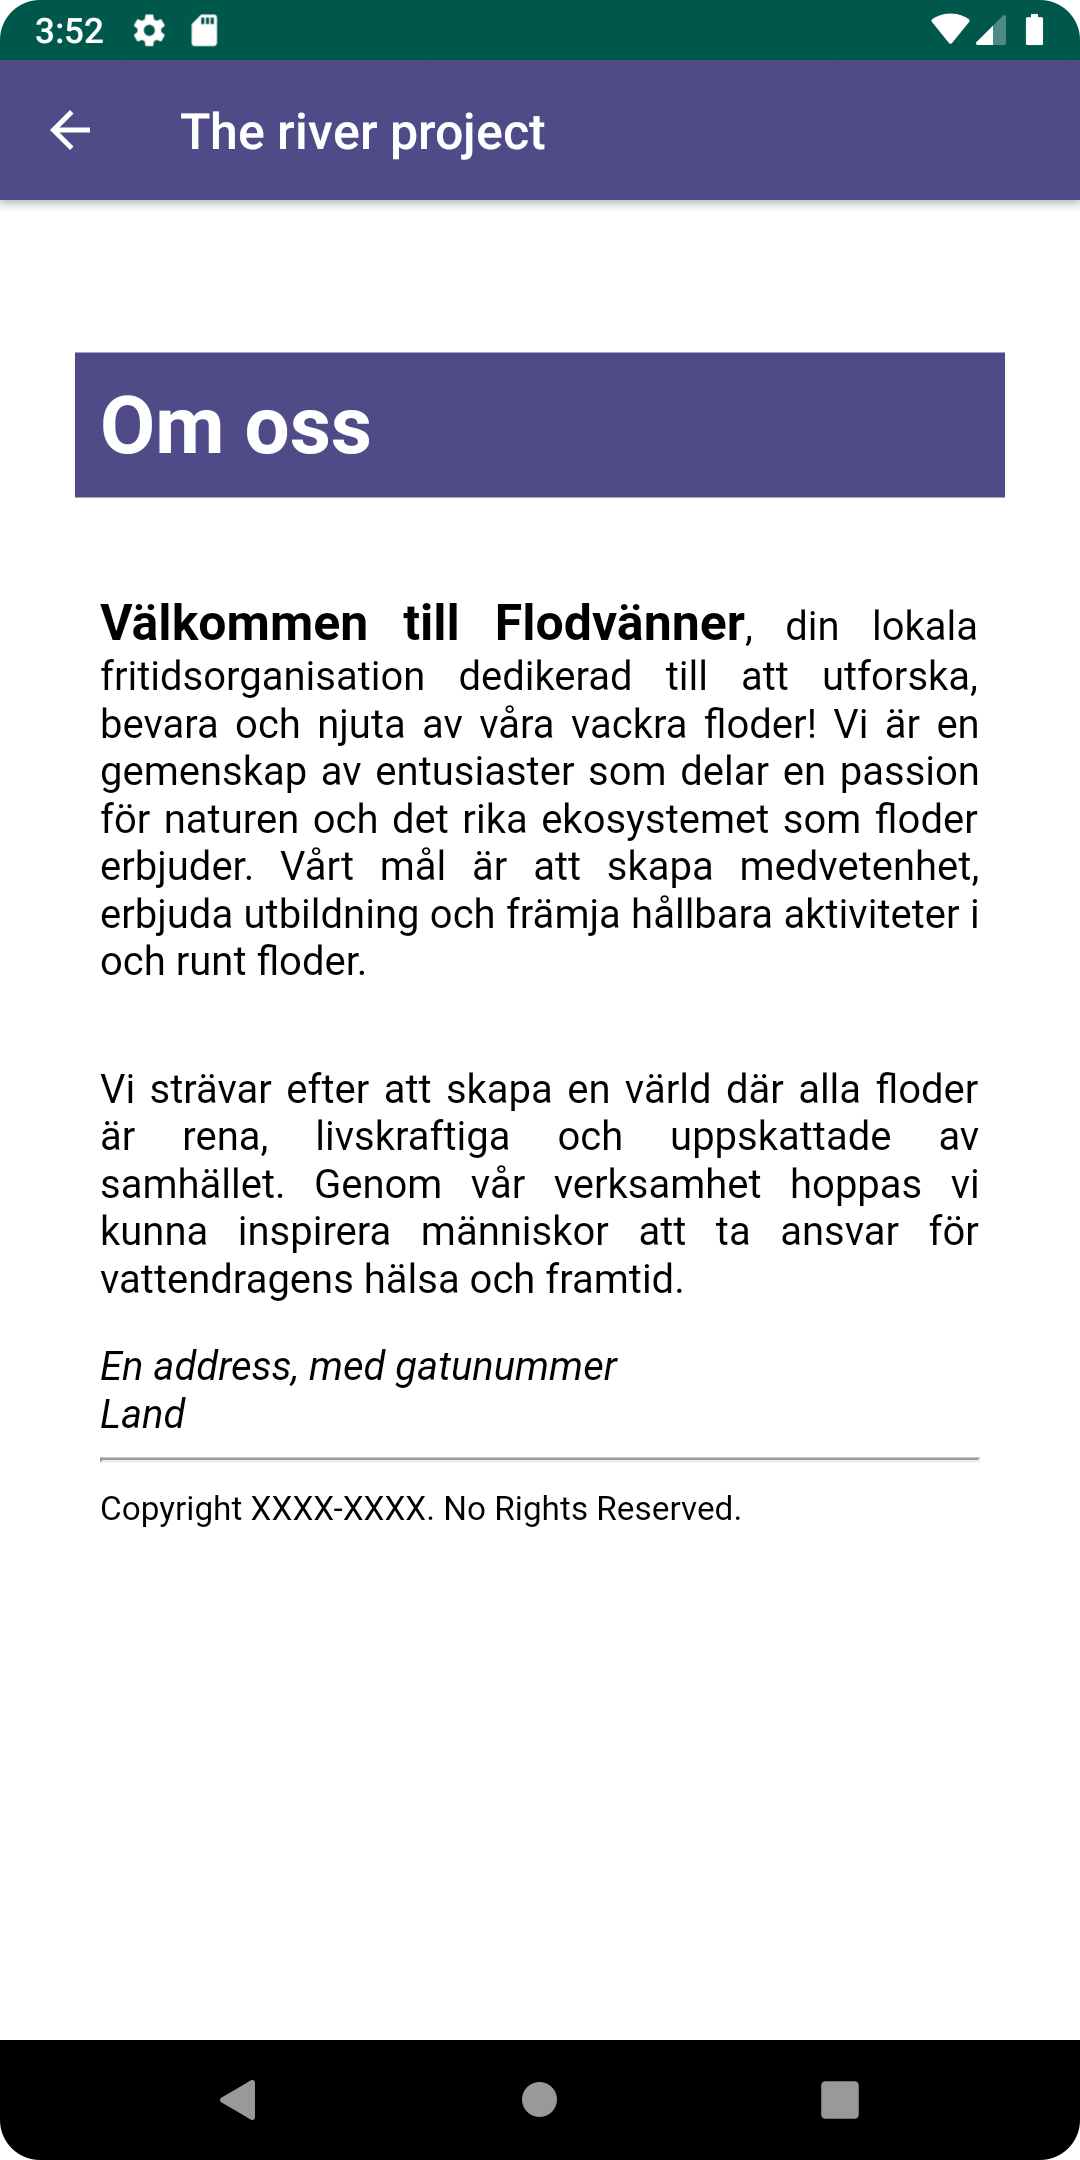 3:52
The river project
Om oss
Välkommen till Flodvänner, din lokala
fritidsorganisation dedikerad till att utforska,
bevara och njuta av våra vackra floder! Vi är en
gemenskap av entusiaster som delar en passion
för naturen och det rika ekosystemet som floder
erbjuder. Vårt mål är att skapa medvetenhet,
erbjuda utbildning och främja hållbara aktiviteter i
och runt floder.
Vi strävar efter att skapa en värld där alla floder
är rena, livskraftiga och uppskattade av
samhället. Genom vår verksamhet hoppas vi
kunna inspirera människor att ta ansvar för
vattendragens hälsa och framtid.
En address, med gatunummer
Land
Copyright XXXX-XXXX. No Rights Reserved.